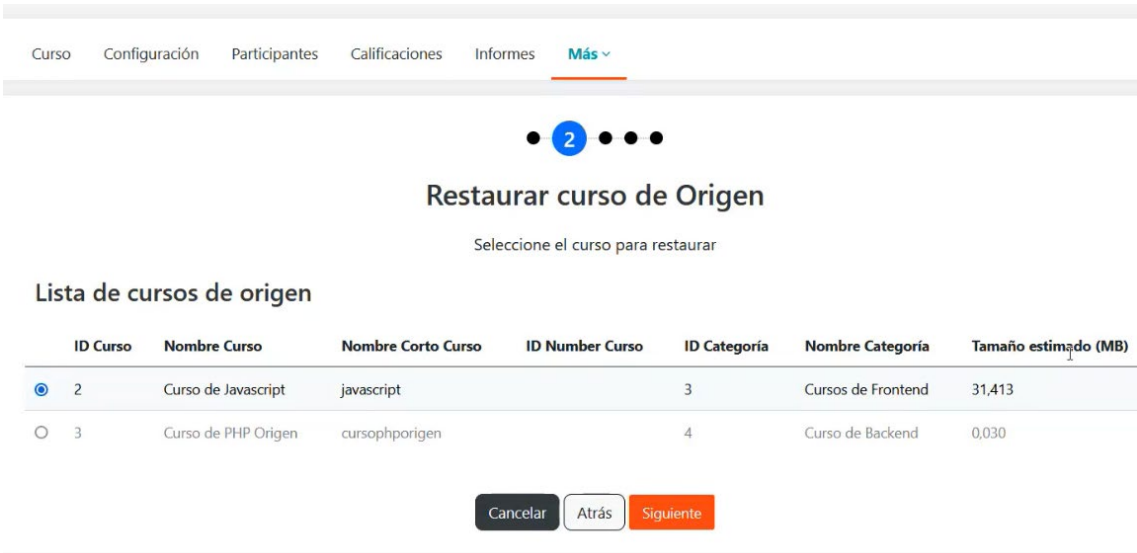 Curso Configuración Participantes Calificaciones Informes Más
2
Restaurar curso de Origen
Seleccione el curso para restaurar
Lista de cursos de origen
ID Curso Nombre Curso Nombre Corto Curso ID Number Curso ID Categoría Nombre Categoría Tamaño estimado (MB)
2 Curso de Javascript javascript 3 Cursos de Frontend 31,413
3 Curso de PHP Origen cursophporigen 4 Curso de Backend 0,030
Cancelar Atrás Siguiente